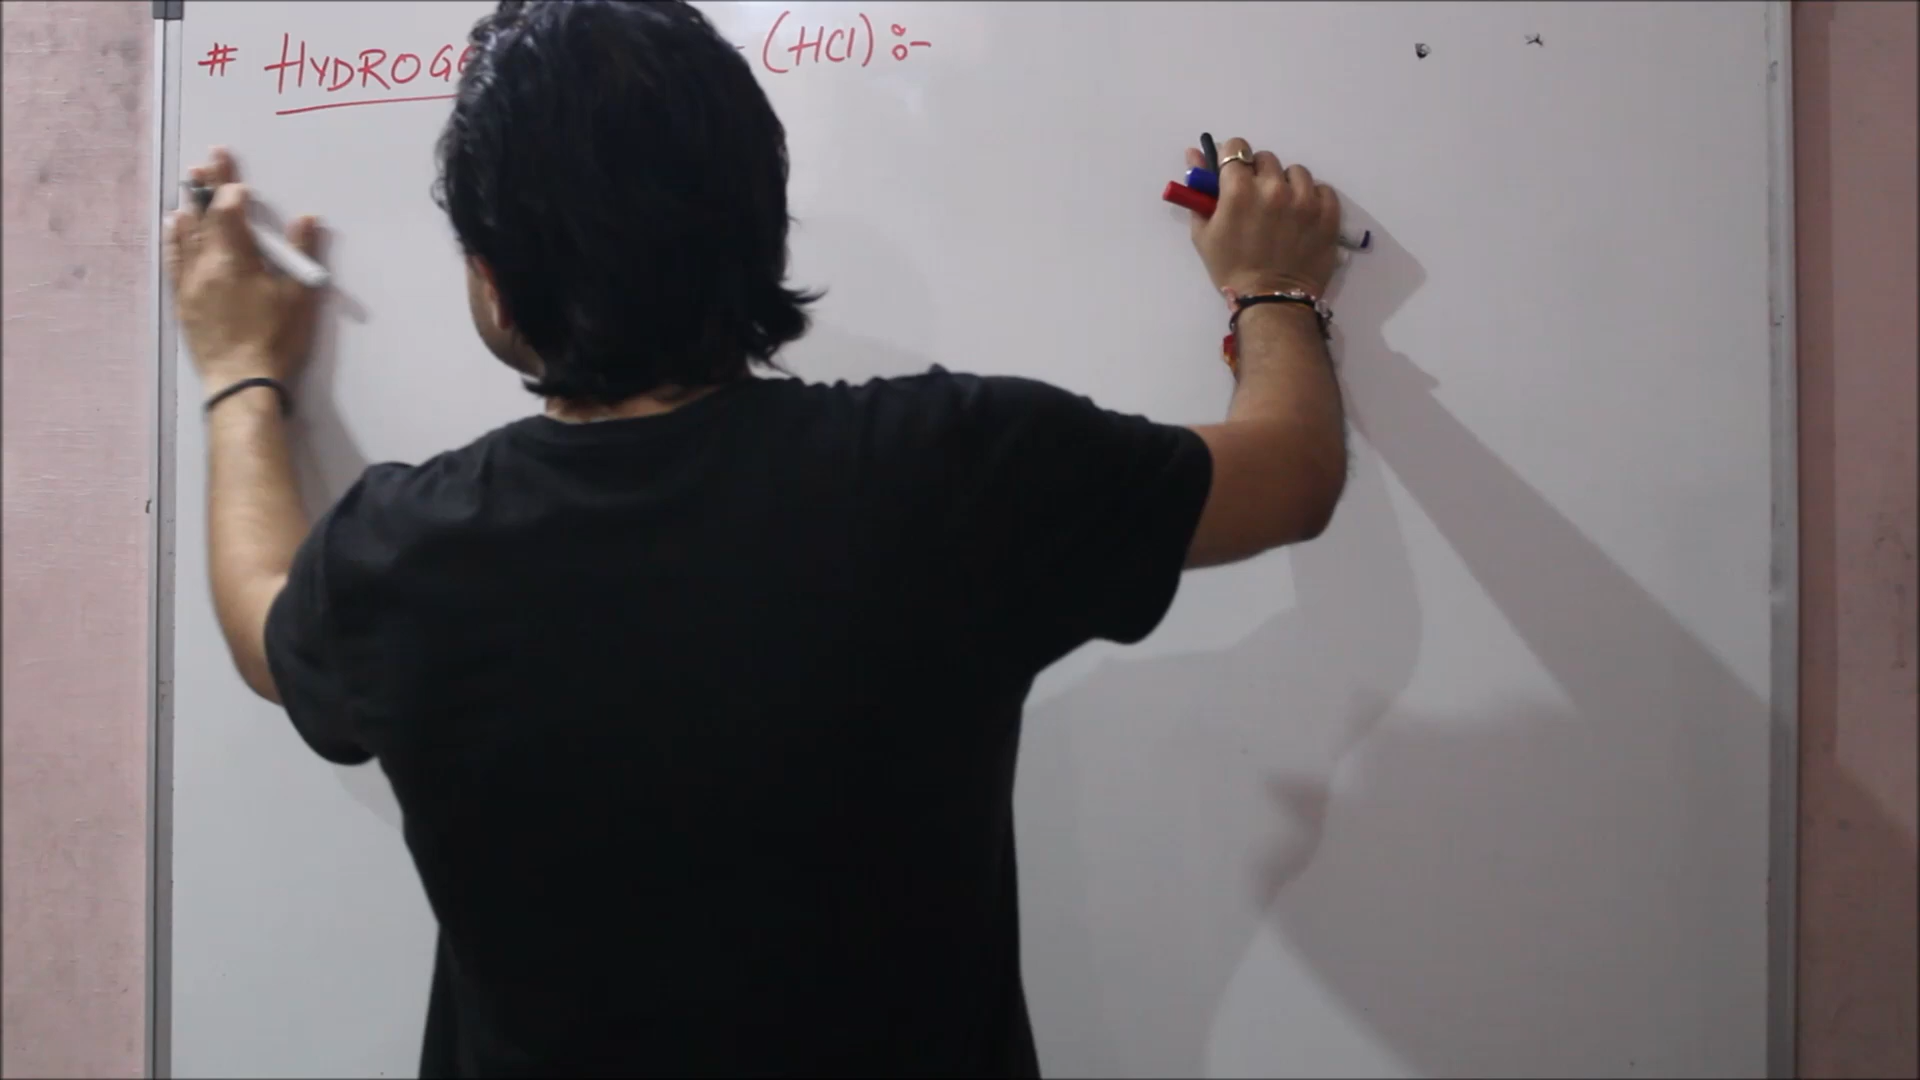 # HYDROGE (HCl) :-